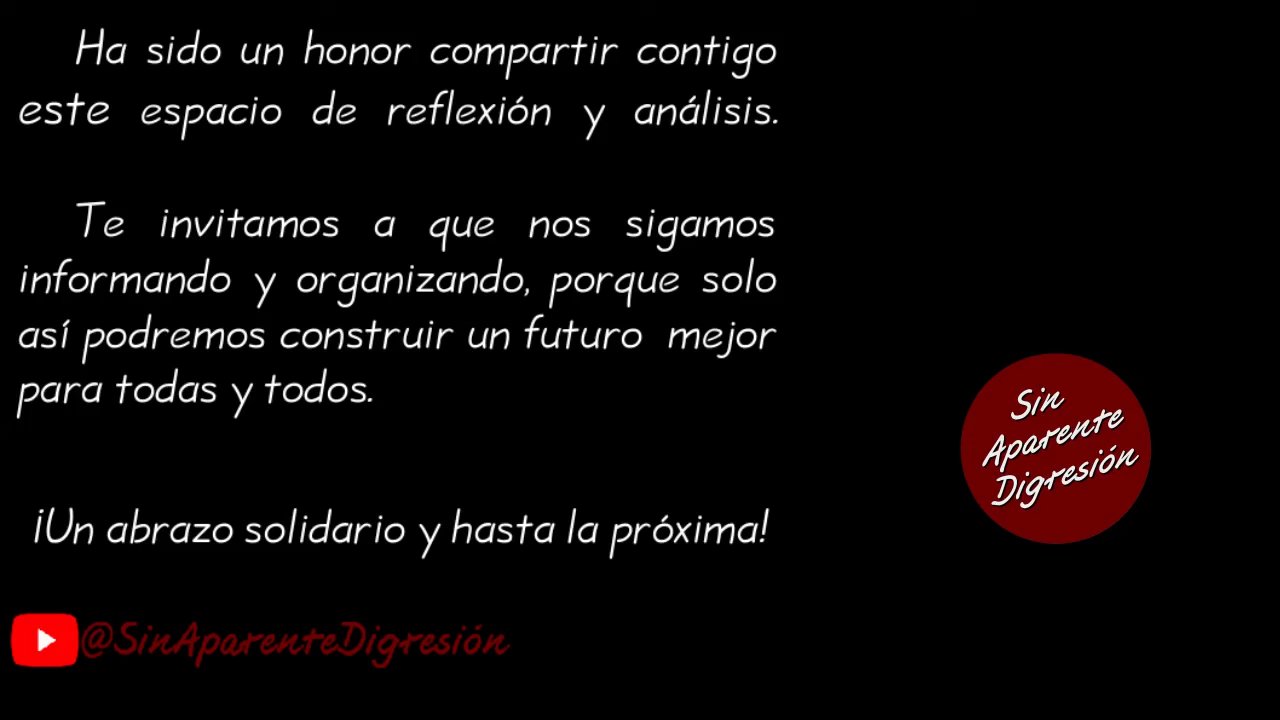 Ha sido un honor compartir contigo
este espacio de reflexión y análisis.
Te invitamos a que nos sigamos
informando y organizando, porque solo
así podremos construir un futuro mejor
para todas y todos.
¡Un abrazo solidario y hasta la próxima!
@SinAparenteDigresión
Sin
Aparente
Digresión